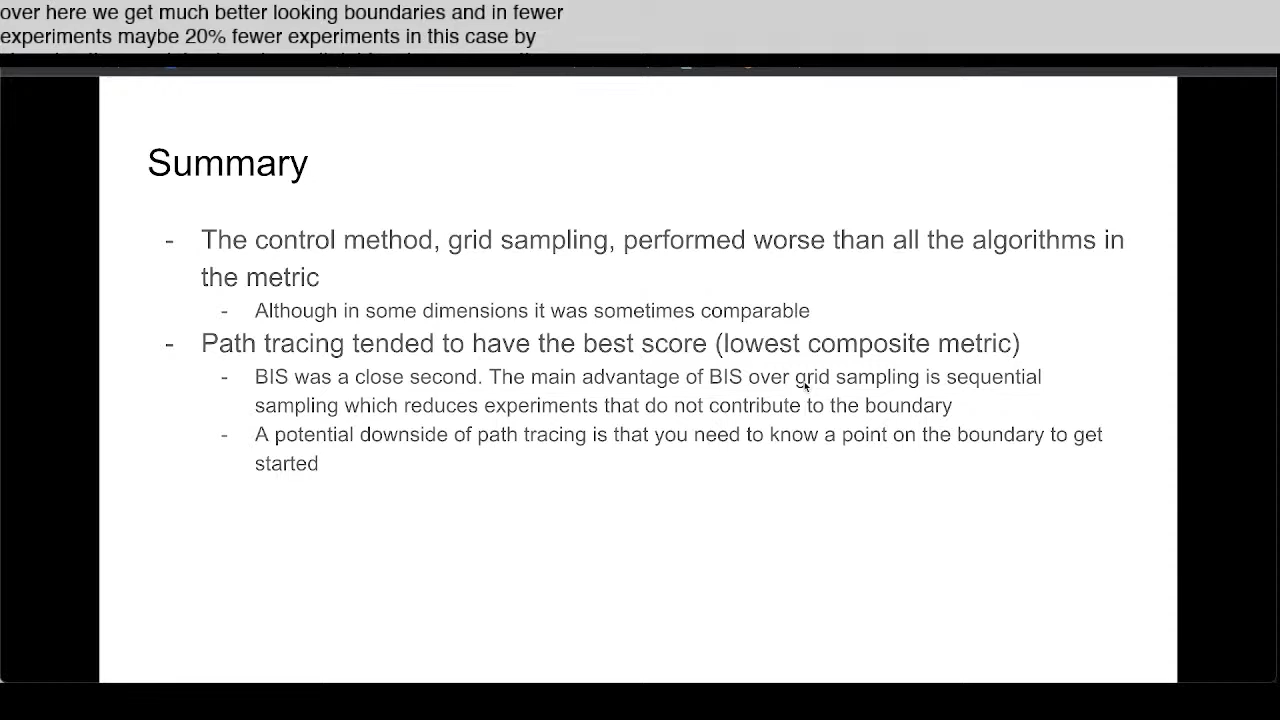 over here we get much better looking boundaries and in fewer
experiments maybe 20% fewer experiments in this case by
Summary
- The control method, grid sampling, performed worse than all the algorithms in
the metric
- Although in some dimensions it was sometimes comparable
- Path tracing tended to have the best score (lowest composite metric)
- BIS was a close second. The main advantage of BIS over grid sampling is sequential
sampling which reduces experiments that do not contribute to the boundary
- A potential downside of path tracing is that you need to know a point on the boundary to get
started